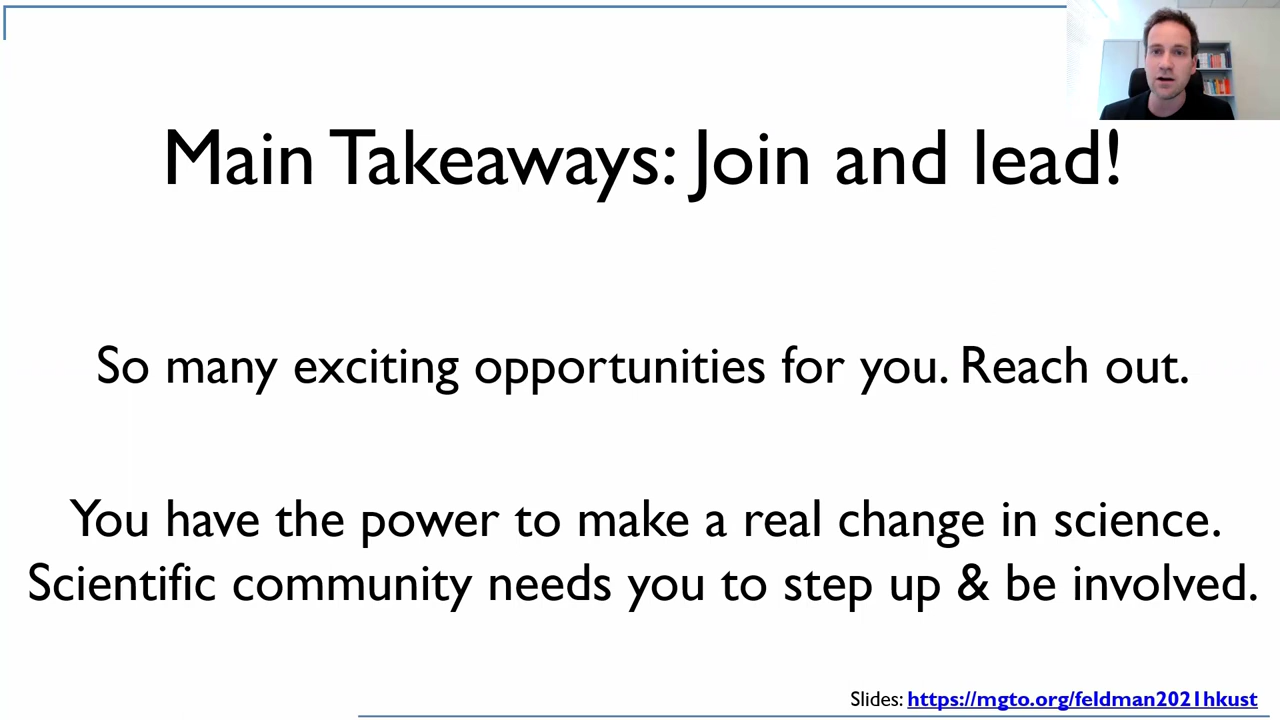 Main Takeaways: Join and lead!
So many exciting opportunities for you. Reach out.
You have the power to make a real change in science.
Scientific community needs you to step up & be involved.
Slides: https://mgto.org/feldman2021hkust